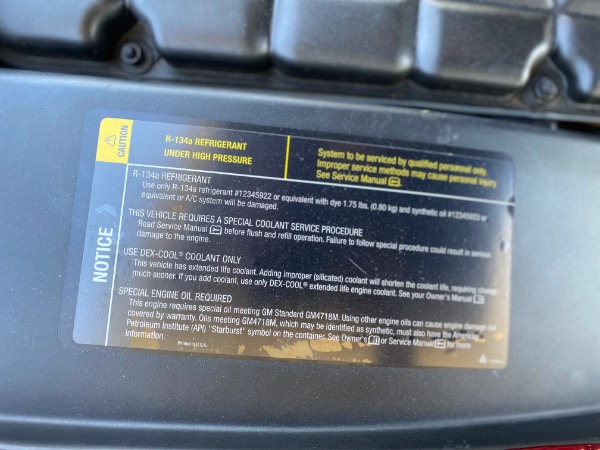 CAUTION
R-134a REFRIGERANT
UNDER HIGH PRESSURE
System to be serviced by qualified personnel only.
Improper service methods may cause personal injury.
See Service Manual
NOTICE
R-134a REFRIGERANT
Use only R-134a refrigerant #12345922 or equivalent with dye 1.75 lbs. (0.80 kg) and synthetic oil #12345923 or
equivalent or A/C system will be damaged.
THIS VEHICLE REQUIRES A SPECIAL COOLANT SERVICE PROCEDURE
Read Service Manual before flush and refill operation. Failure to follow special procedure could result in serious
damage to the engine.
USE DEX-COOL® COOLANT ONLY
This vehicle has extended life coolant. Adding improper (silicated) coolant will shorten the coolant life, requiring change
much sooner. If you add coolant, use only DEX-COOL® extended life engine coolant. See your Owner's Manual
SPECIAL ENGINE OIL REQUIRED
This engine requires special oil meeting GM Standard GM4718M. Using other engine oils can cause engine damage not
covered by warranty. Oils meeting GM4718M, which may be identified as synthetic, must also have the American
Petroleum Institute (API) "Starburst" symbol on the container. See Owner's or Service Manual for more
information.
Printed in U.S.A.